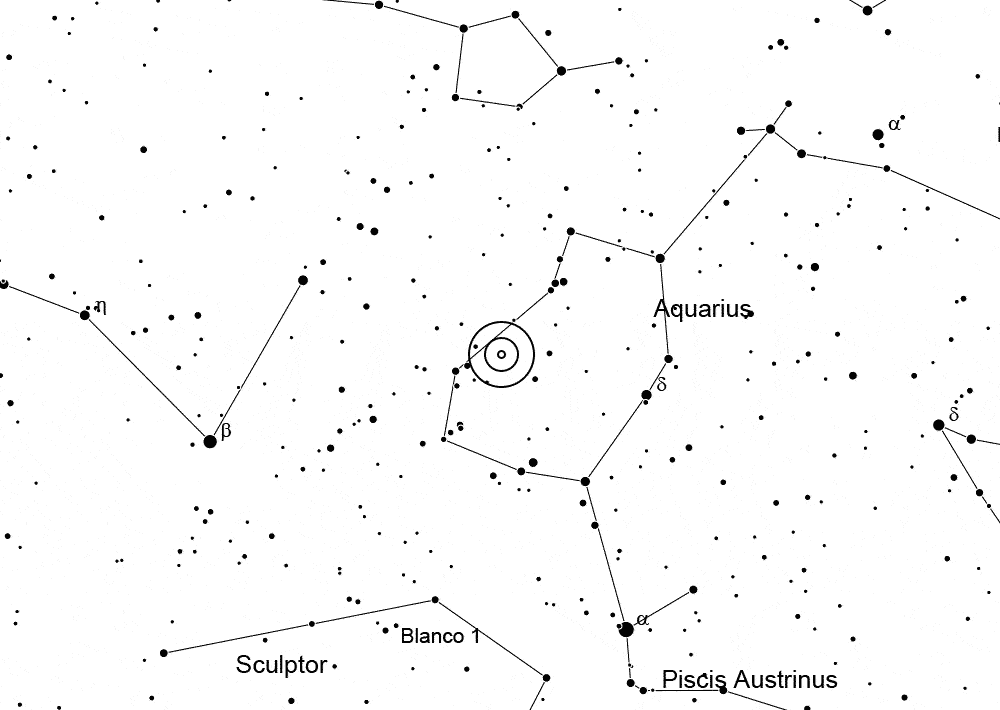 α
η
Aquarius
δ
β
δ
α
Blanco 1
Sculptor
Piscis Austrinus